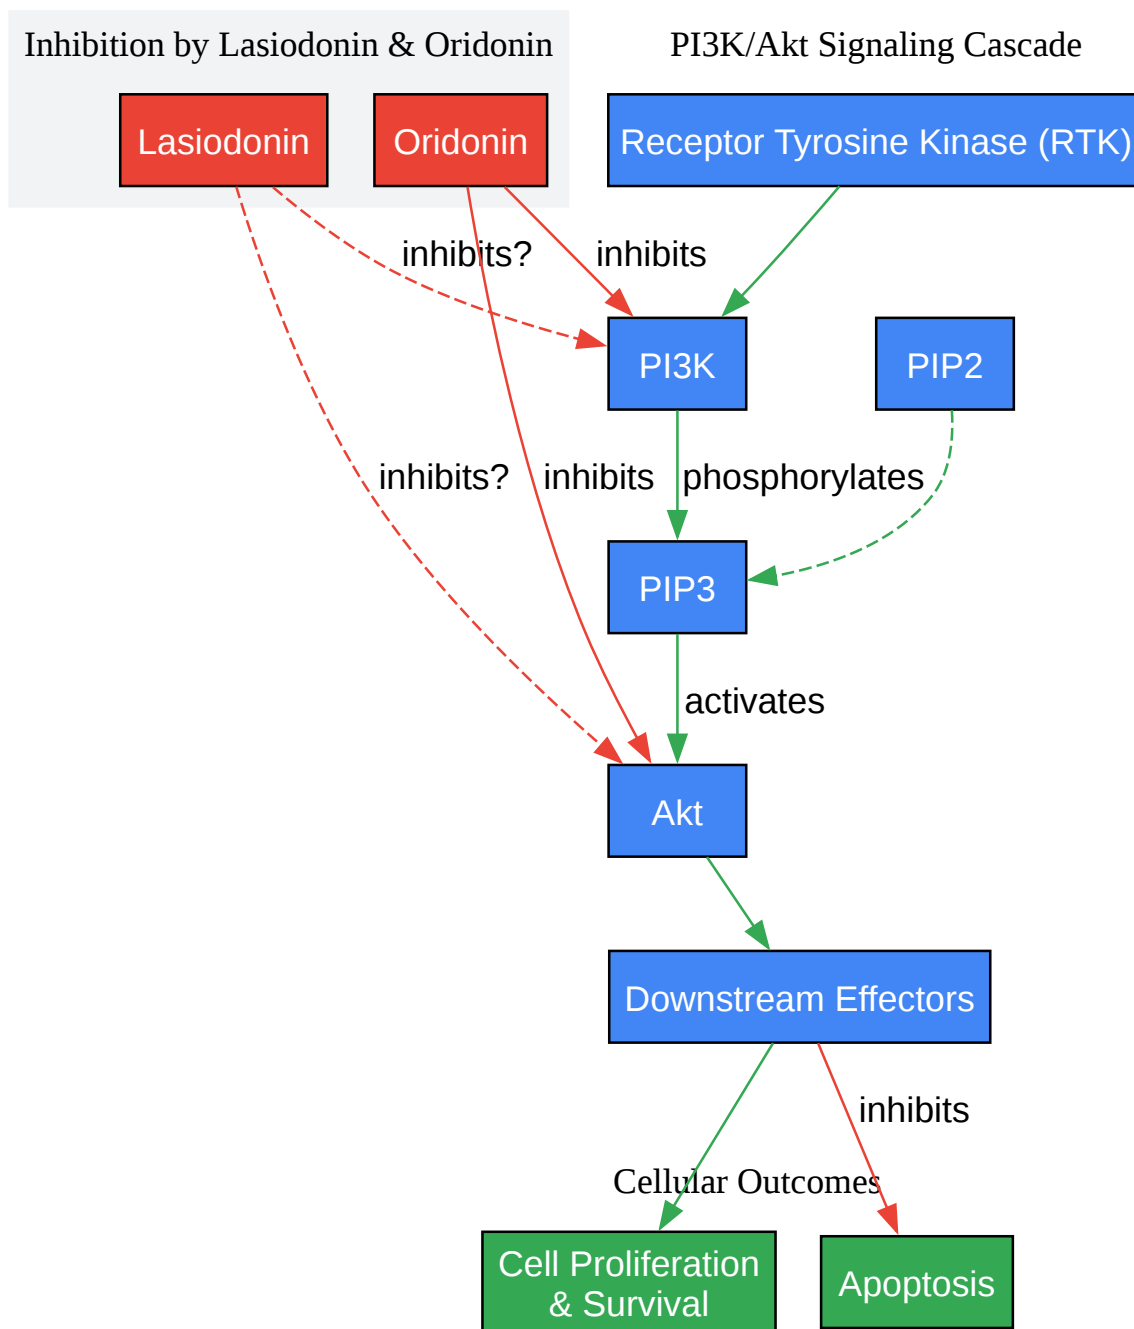 Inhibition by Lasiodonin & Oridonin
PI3K/Akt Signaling Cascade
Lasiodonin
Oridonin
Receptor Tyrosine Kinase (RTK)
inhibits?
inhibits
PI3K
PIP2
inhibits?
inhibits
phosphorylates
PIP3
activates
Akt
Downstream Effectors
inhibits
Cellular Outcomes
Cell Proliferation
& Survival
Apoptosis